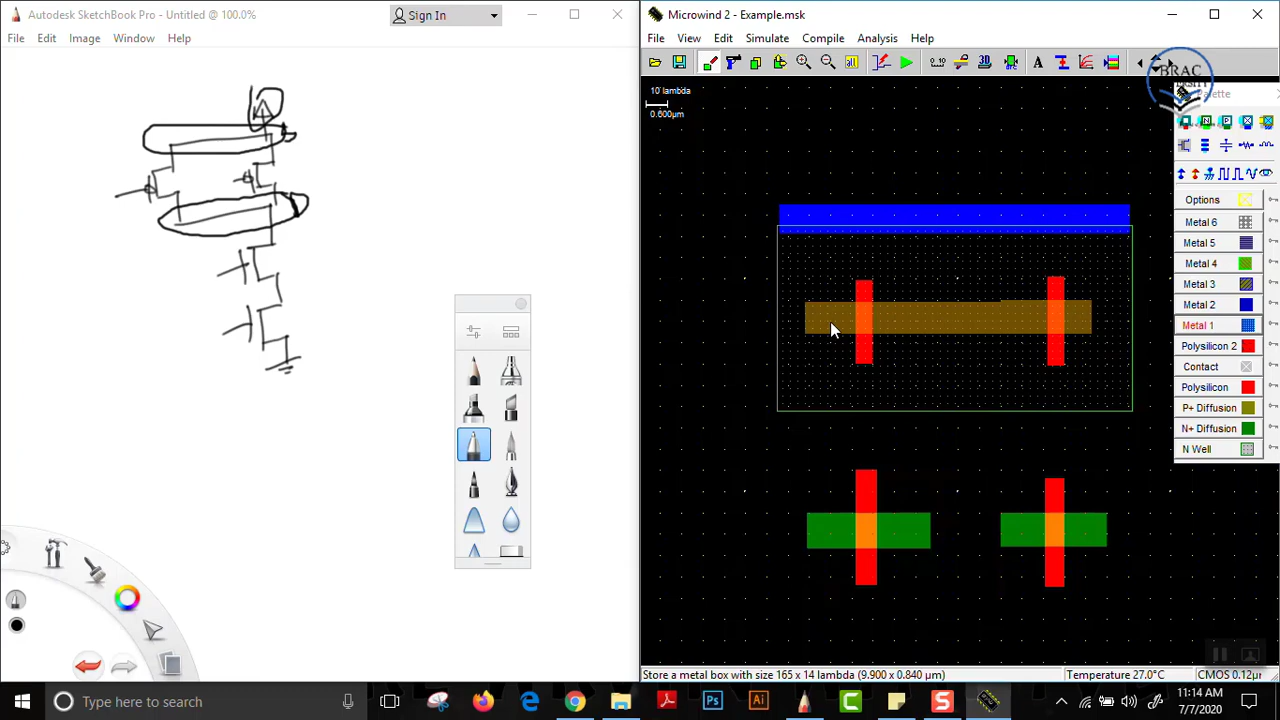 Autodesk SketchBook Pro - Untitled @ 100.0%
Sign In
File Edit Image Window Help
Microwind 2 - Example.msk
File View Edit Simulate Compile Analysis Help
10 lambda
0.600µm
BRAC
Palette
Options
Metal 6
Metal 5
Metal 4
Metal 3
Metal 2
Metal 1
Polysilicon 2
Contact
Polysilicon
P+ Diffusion
N+ Diffusion
N Well
Store a metal box with size 165 x 14 lambda (9.900 x 0.840 µm)
Temperature 27.0°C
CMOS 0.12µ
Type here to search
11:14 AM
7/7/2020